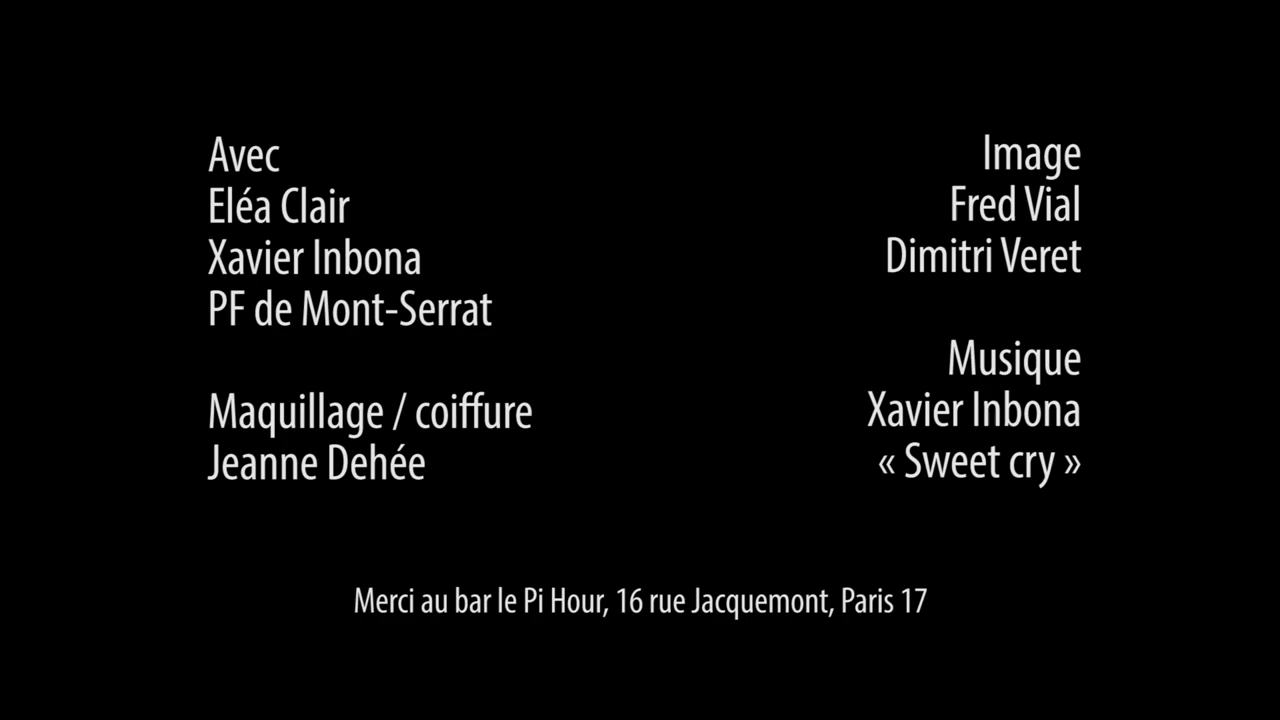 Avec
Eléa Clair
Xavier Inbona
PF de Mont-Serrat
Maquillage / coiffure
Jeanne Dehée
Image
Fred Vial
Dimitri Veret
Musique
Xavier Inbona
« Sweet cry »
Merci au bar le Pi Hour, 16 rue Jacquemont, Paris 17